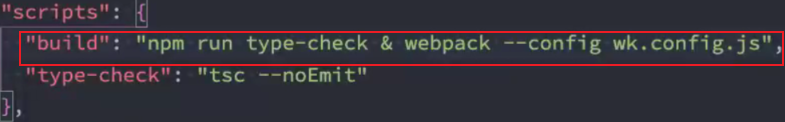 "scripts": {
"build": "npm run type-check & webpack --config wk.config.js",
"type-check": "tsc --noEmit"
},